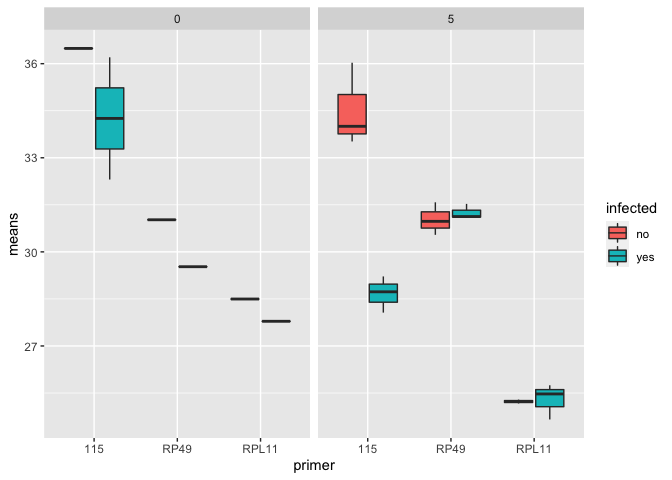 0 5
36
33
30
27
means
115 RP49 RPL11 115 RP49 RPL11
primer
infected
no
yes